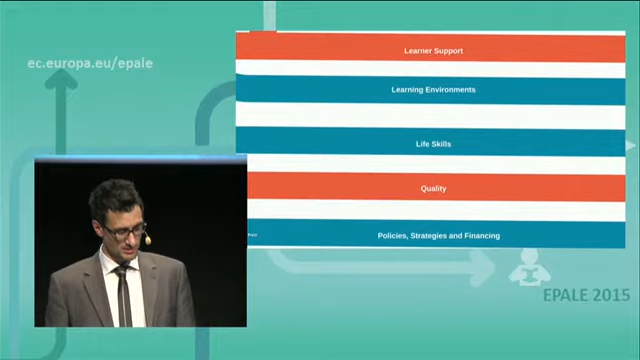 ec.europa.eu/epale
Learner Support
Learning Environments
Life Skills
Quality
Policies, Strategies and Financing
EPALE 2015